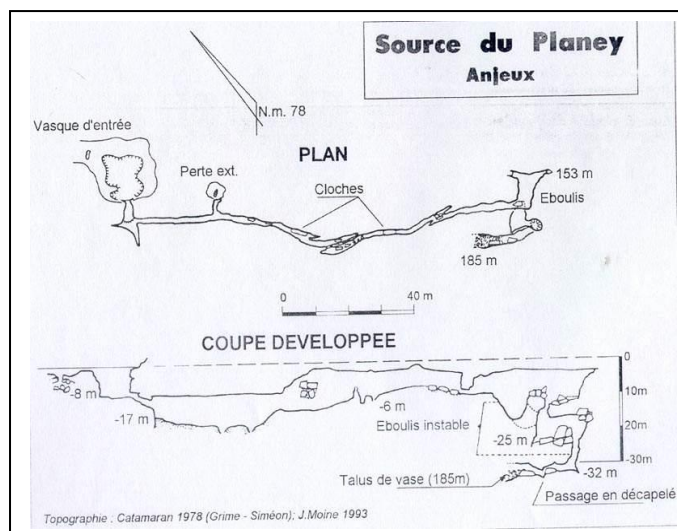 Source du Planey
Anjeux
N.m. 78
Vasque d'entrée
PLAN
Perte ext.
Cloches
153 m
Eboulis
185 m
0 40 m
COUPE DEVELOPPEE
0
-8 m
10m
-17 m
-6 m
Eboulis instable
20m
-25 m
-30m
-32 m
Talus de vase (185m)
Passage en décapelé
Topographie : Catamaran 1978 (Grime - Siméon); J.Moine 1993